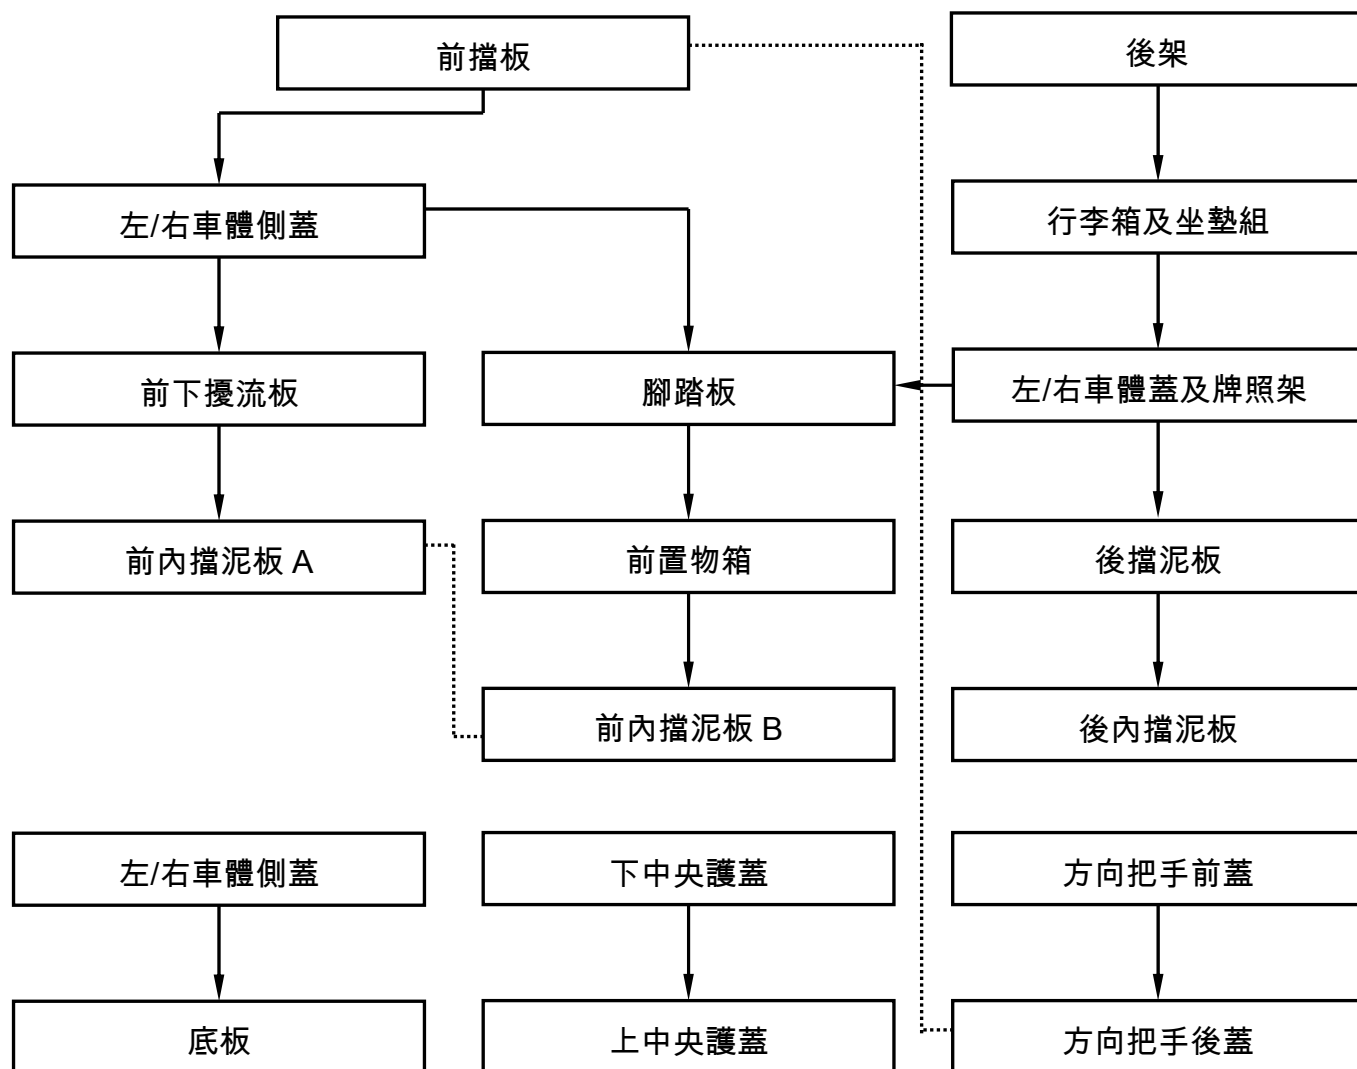 前擋板
後架
左/右車體側蓋
行李箱及坐墊組
前下擾流板
腳踏板
左/右車體蓋及牌照架
前內擋泥板 A
前置物箱
後擋泥板
前內擋泥板 B
後內擋泥板
左/右車體側蓋
下中央護蓋
方向把手前蓋
底板
上中央護蓋
方向把手後蓋